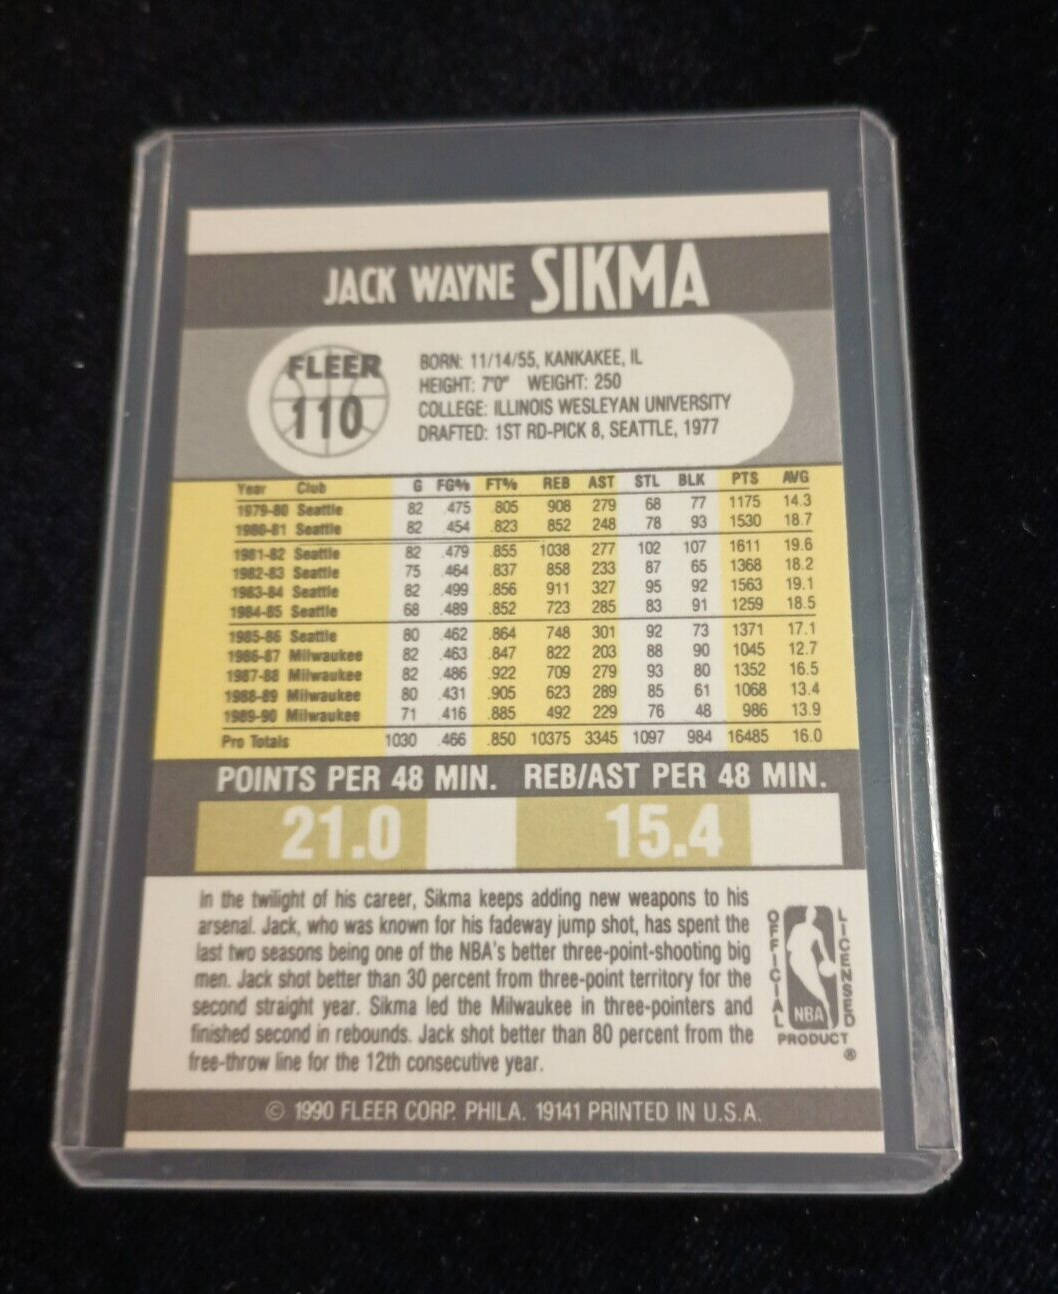 JACK WAYNE SIKMA
FLEER
110
BORN: 11/14/55, KANKAKEE, IL
HEIGHT: 7'0" WEIGHT: 250
COLLEGE: ILLINOIS WESLEYAN UNIVERSITY
DRAFTED: 1ST RD-PICK 8, SEATTLE, 1977
Year Club G FG% FT% REB AST STL BLK PTS AVG
1979-80 Seattle 82 .475 .805 908 279 68 77 1175 14.3
1980-81 Seattle 82 .454 .823 852 248 78 93 1530 18.7
1981-82 Seattle 82 .479 .855 1038 277 102 107 1611 19.6
1982-83 Seattle 75 .464 .837 858 233 87 65 1368 18.2
1983-84 Seattle 82 .499 .856 911 327 95 92 1563 19.1
1984-85 Seattle 68 .489 .852 723 285 83 91 1259 18.5
1985-86 Seattle 80 .462 .864 748 301 92 73 1371 17.1
1986-87 Milwaukee 82 .463 .847 822 203 88 90 1045 12.7
1987-88 Milwaukee 82 .486 .922 709 279 93 80 1352 16.5
1988-89 Milwaukee 80 .431 .905 623 289 85 61 1068 13.4
1989-90 Milwaukee 71 .416 .885 492 229 76 48 986 13.9
Pro Totals 1030 .466 .850 10375 3345 1097 984 16485 16.0
POINTS PER 48 MIN. REB/AST PER 48 MIN.
21.0 15.4
In the twilight of his career, Sikma keeps adding new weapons to his
arsenal. Jack, who was known for his fadeway jump shot, has spent the
last two seasons being one of the NBA's better three-point-shooting big
men. Jack shot better than 30 percent from three-point territory for the
second straight year. Sikma led the Milwaukee in three-pointers and
finished second in rebounds. Jack shot better than 80 percent from the
free-throw line for the 12th consecutive year.
OFFICIAL
LICENSED
NBA
PRODUCT
®
© 1990 FLEER CORP. PHILA. 19141 PRINTED IN U.S.A.